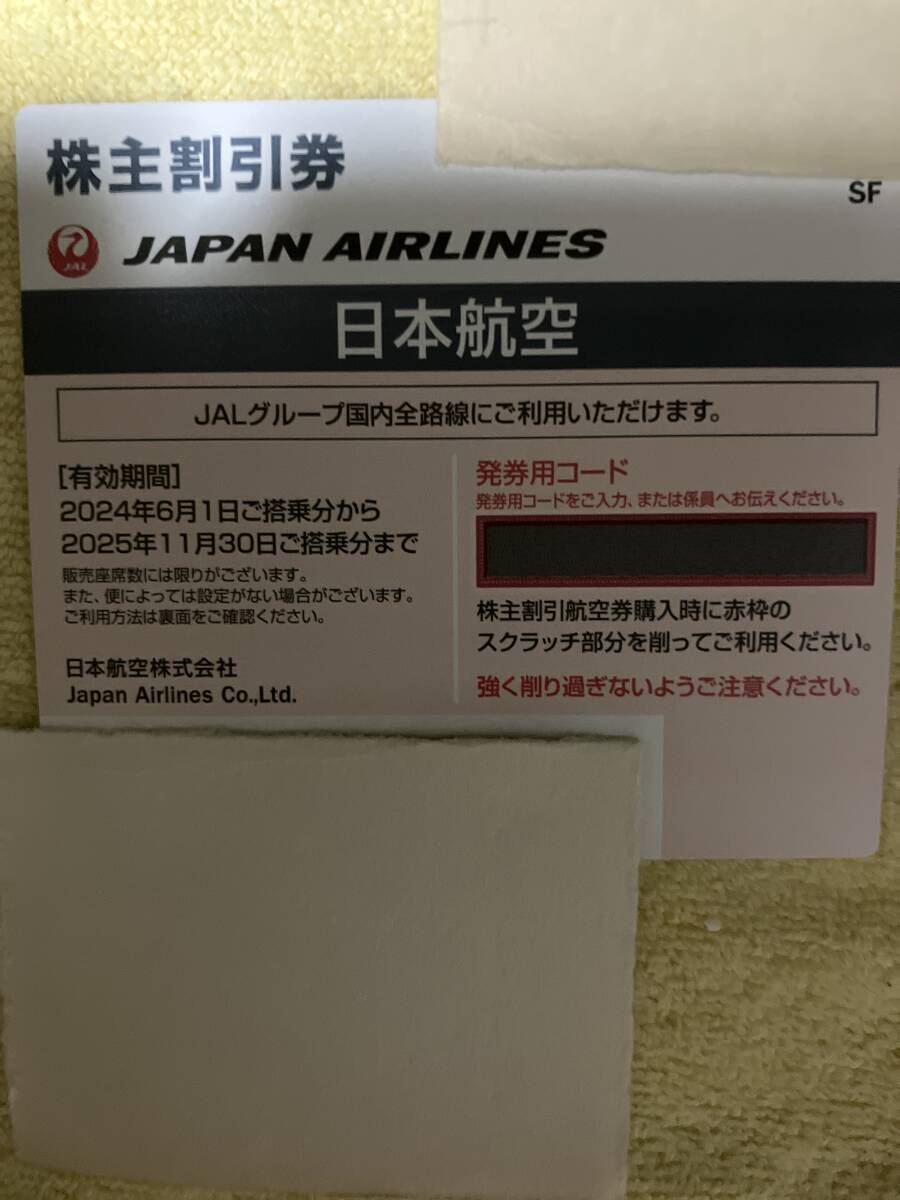 株主割引券
SF
JAL
JAPAN AIRLINES
日本航空
JALグループ国内全路線にご利用いただけます。
[有効期間]
2024年6月1日ご搭乗分から
2025年11月30日ご搭乗分まで
販売座席数には限りがございます。
また、便によっては設定がない場合がございます。
ご利用方法は裏面をご確認ください。
日本航空株式会社
Japan Airlines Co.,Ltd.
発券用コード
発券用コードをご入力、または係員へお伝えください。
株主割引航空券購入時に赤枠の
スクラッチ部分を削ってご利用ください。
強く削り過ぎないようご注意ください。